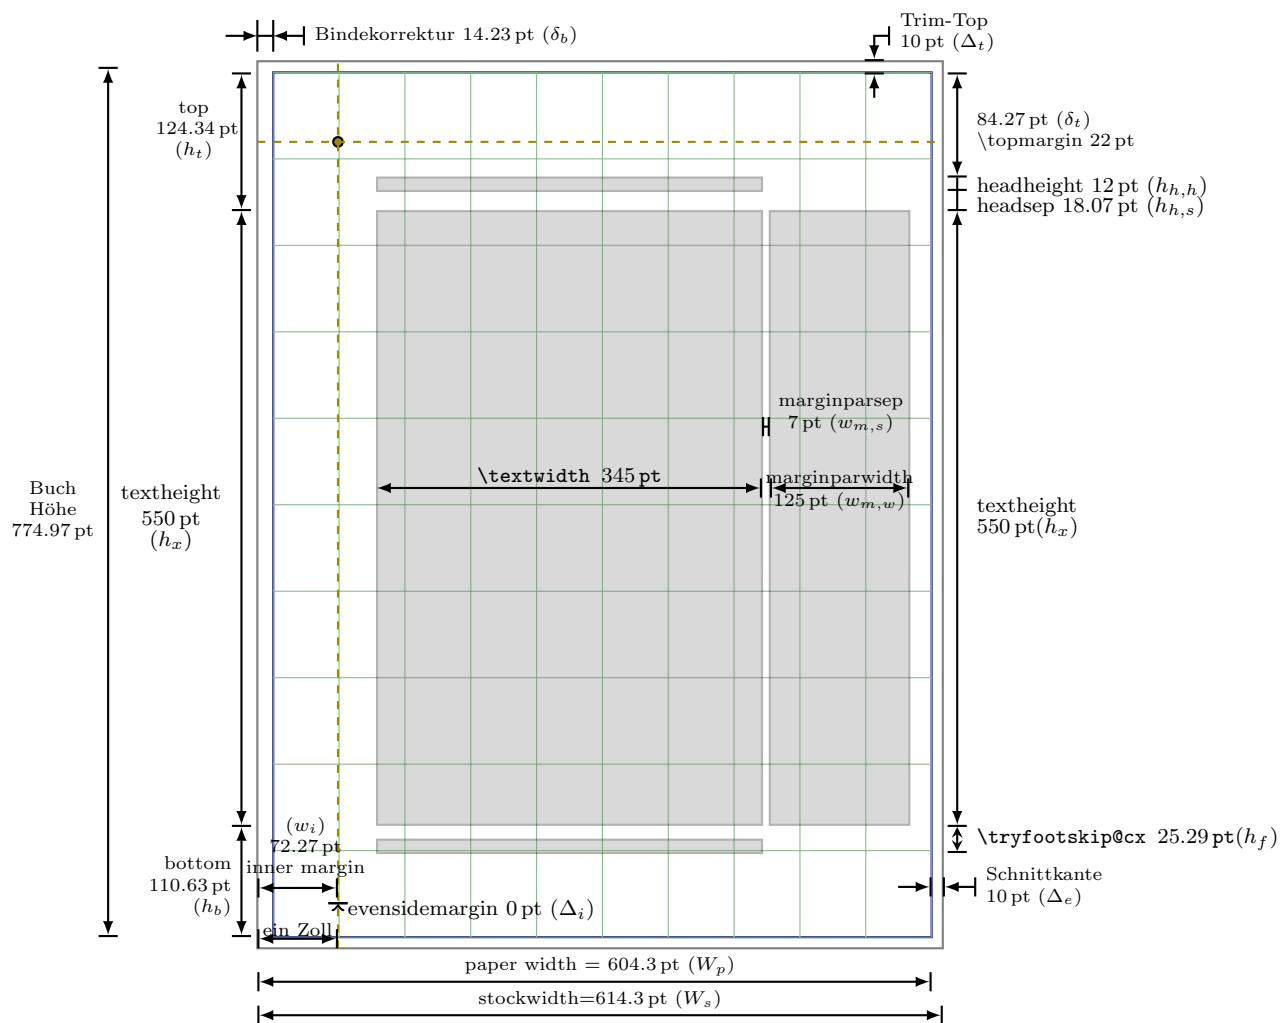 Bindekorrektur 14.23 pt (δ_b)
Trim-Top
10 pt (Δ_t)
top
124.34 pt
(h_t)
84.27 pt (δ_t)
\topmargin 22 pt
headheight 12 pt (h_{h,h})
headsep 18.07 pt (h_{h,s})
marginparsep
7 pt (w_{m,s})
\textwidth 345 pt
marginparwidth
125 pt (w_{m,w})
Buch
Höhe
774.97 pt
textheight
550 pt
(h_x)
textheight
550 pt(h_x)
(w_i)
72.27 pt
inner margin
\tryfootskip@cx 25.29 pt(h_f)
bottom
110.63 pt
(h_b)
Schnittkante
10 pt (Δ_e)
evensidemargin 0 pt (Δ_i)
ein Zoll
paper width = 604.3 pt (W_p)
stockwidth=614.3 pt (W_s)